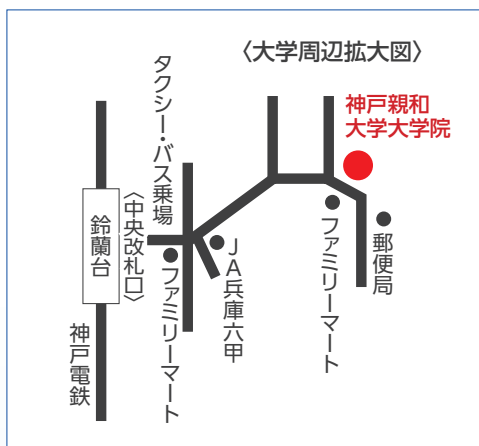 〈大学周辺拡大図〉
神戸親和
大学大学院
タクシー・バス乗場
〈中央改札口〉
鈴蘭台
神戸電鉄
ファミリーマート
JA兵庫六甲
ファミリーマート
郵便局